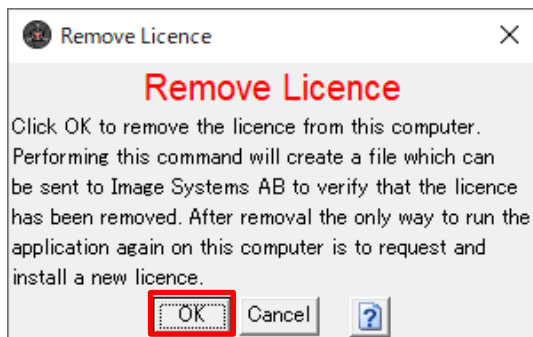 Remove Licence
Remove Licence
Click OK to remove the licence from this computer.
Performing this command will create a file which can
be sent to Image Systems AB to verify that the licence
has been removed. After removal the only way to run the
application again on this computer is to request and
install a new licence.
OK Cancel ?